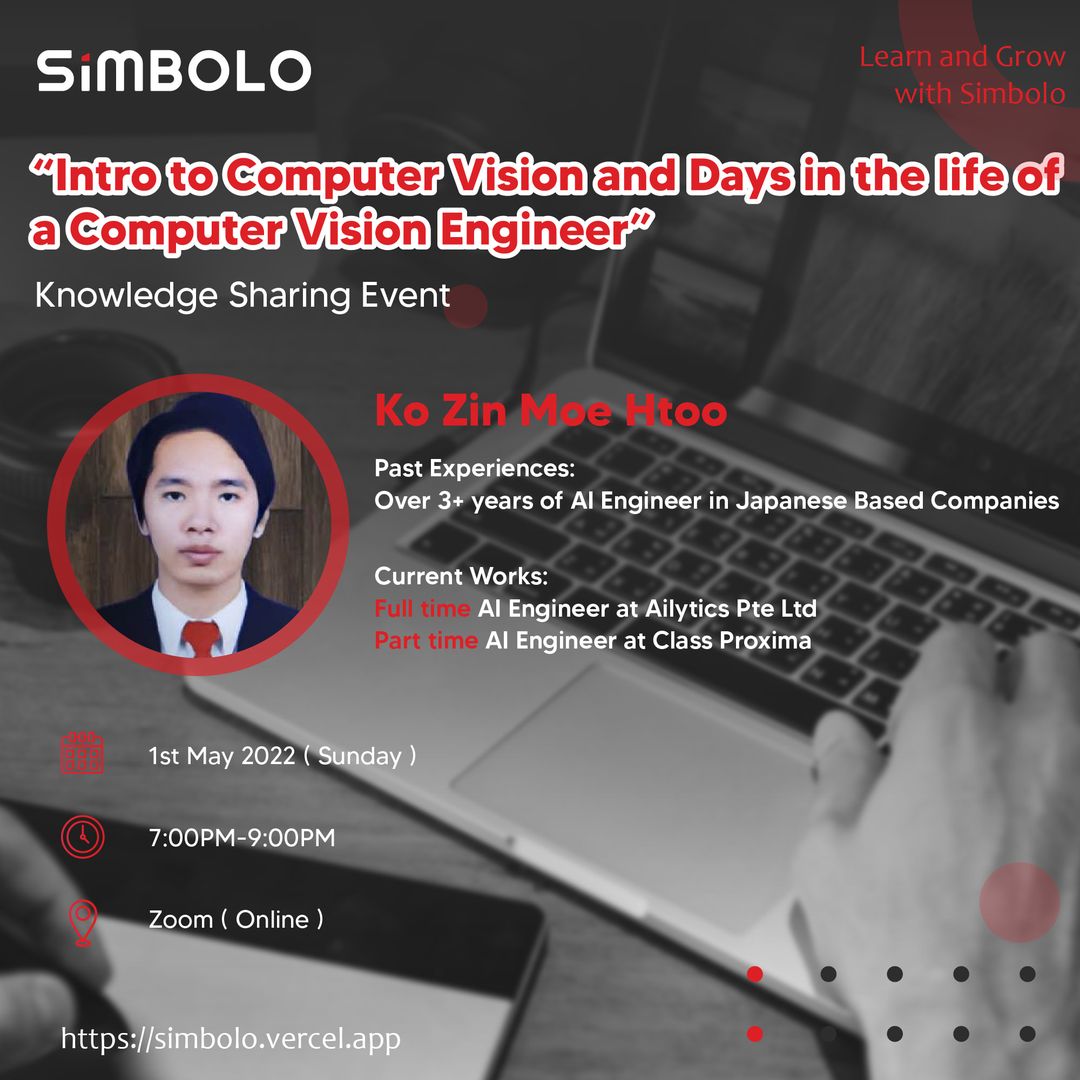 SiMBOLO
Learn and Grow
with Simbolo
“Intro to Computer Vision and Days in the life of
a Computer Vision Engineer”
Knowledge Sharing Event
Ko Zin Moe Htoo
Past Experiences:
Over 3+ years of AI Engineer in Japanese Based Companies
Current Works:
Full time AI Engineer at Ailytics Pte Ltd
Part time AI Engineer at Class Proxima
1st May 2022 ( Sunday )
7:00PM-9:00PM
Zoom ( Online )
https://simbolo.vercel.app